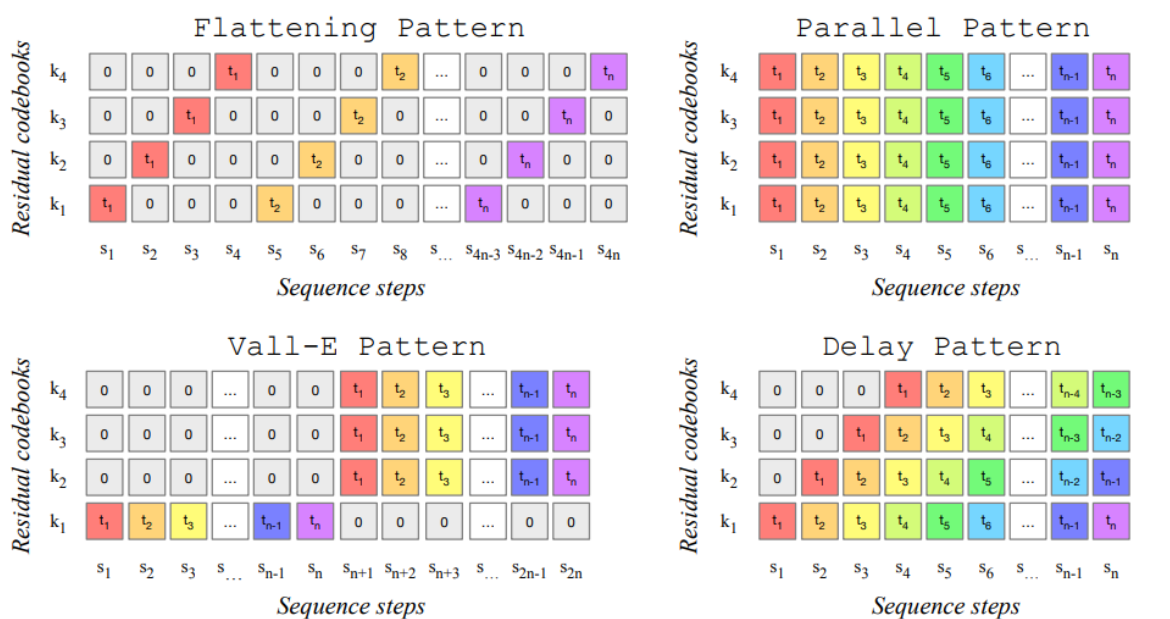 Flattening Pattern
Residual codebooks
k4 0 0 0 t1 0 0 0 t2 ... 0 0 0 tn
k3 0 0 t1 0 0 0 t2 0 ... 0 0 tn 0
k2 0 t1 0 0 0 t2 0 0 ... 0 tn 0 0
k1 t1 0 0 0 t2 0 0 0 ... tn 0 0 0
s1 s2 s3 s4 s5 s6 s7 s8 s... s4n-3 s4n-2 s4n-1 s4n
Sequence steps
Parallel Pattern
Residual codebooks
k4 t1 t2 t3 t4 t5 t6 ... tn-1 tn
k3 t1 t2 t3 t4 t5 t6 ... tn-1 tn
k2 t1 t2 t3 t4 t5 t6 ... tn-1 tn
k1 t1 t2 t3 t4 t5 t6 ... tn-1 tn
s1 s2 s3 s4 s5 s6 s... sn-1 sn
Sequence steps
Vall-E Pattern
Residual codebooks
k4 0 0 0 ... 0 0 t1 t2 t3 ... tn-1 tn
k3 0 0 0 ... 0 0 t1 t2 t3 ... tn-1 tn
k2 0 0 0 ... 0 0 t1 t2 t3 ... tn-1 tn
k1 t1 t2 t3 ... tn-1 tn 0 0 0 ... 0 0
s1 s2 s3 s... sn-1 sn sn+1 sn+2 sn+3 s... s2n-1 s2n
Sequence steps
Delay Pattern
Residual codebooks
k4 0 0 0 t1 t2 t3 ... tn-4 tn-3
k3 0 0 t1 t2 t3 t4 ... tn-3 tn-2
k2 0 t1 t2 t3 t4 t5 ... tn-2 tn-1
k1 t1 t2 t3 t4 t5 t6 ... tn-1 tn
s1 s2 s3 s4 s5 s6 s... sn-1 sn
Sequence steps